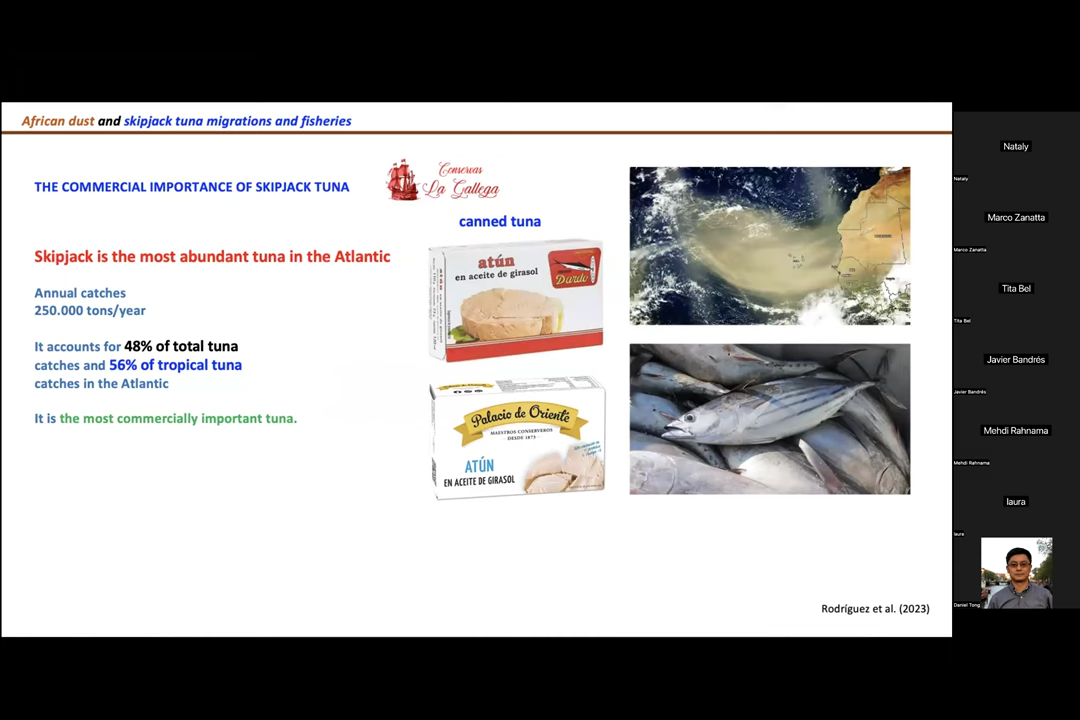 African dust and skipjack tuna migrations and fisheries
THE COMMERCIAL IMPORTANCE OF SKIPJACK TUNA
Conservas
La Gallega
canned tuna
Skipjack is the most abundant tuna in the Atlantic
Annual catches
250.000 tons/year
It accounts for 48% of total tuna
catches and 56% of tropical tuna
catches in the Atlantic
It is the most commercially important tuna.
atún
en aceite de girasol
Dardo
Palacio de Oriente
MAESTROS CONSERVEROS
DESDE 1873
ATÚN
EN ACEITE DE GIRASOL
Rodríguez et al. (2023)
Nataly
Nataly
Marco Zanatta
Marco Zanatta
Tita Bel
Tita Bel
Javier Bandrés
Javier Bandrés
Mehdi Rahnama
Mehdi Rahnama
laura
laura
Daniel Tong